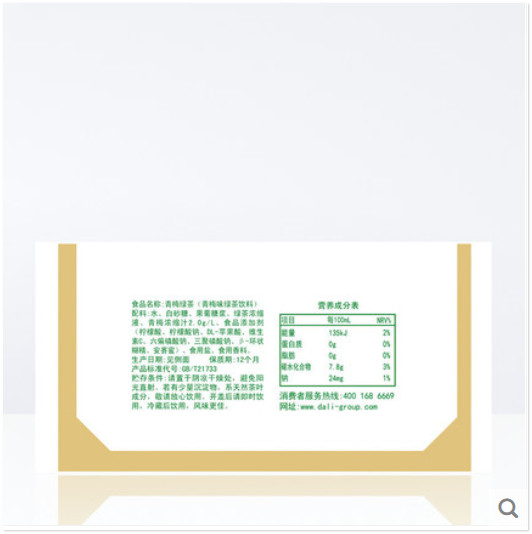 食品名称:青梅绿茶(青梅味绿茶饮料)
配料:水、白砂糖、果葡糖浆、绿茶浓缩
液、青梅浓缩汁2.0g/L、食品添加剂
(柠檬酸、柠檬酸钠、DL-苹果酸、维生
素C、六偏磷酸钠、三聚磷酸钠、β-环状
糊精、安赛蜜)、食用盐、食用香料。
生产日期:见侧面 保质期:12个月
产品标准代号:GB/T21733
贮存条件:请置于阴凉干燥处,避免阳
光直射,若有少量沉淀物,系天然茶叶
成分,敬请放心饮用。开盖后请即时饮
用,冷藏后饮用,风味更佳。
营养成分表
项目 每100mL NRV%
能量 135kJ 2%
蛋白质 0g 0%
脂肪 0g 0%
碳水化合物 7.8g 3%
钠 24mg 1%
消费者服务热线:400 168 6669
网址:www.dali-group.com